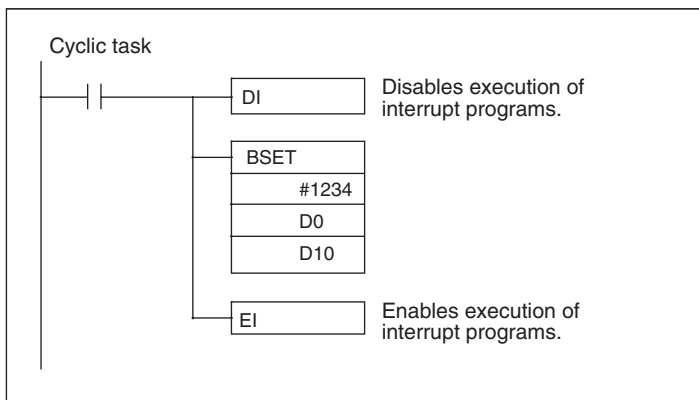 Cyclic task
DI
Disables execution of
interrupt programs.
BSET
#1234
D0
D10
EI
Enables execution of
interrupt programs.